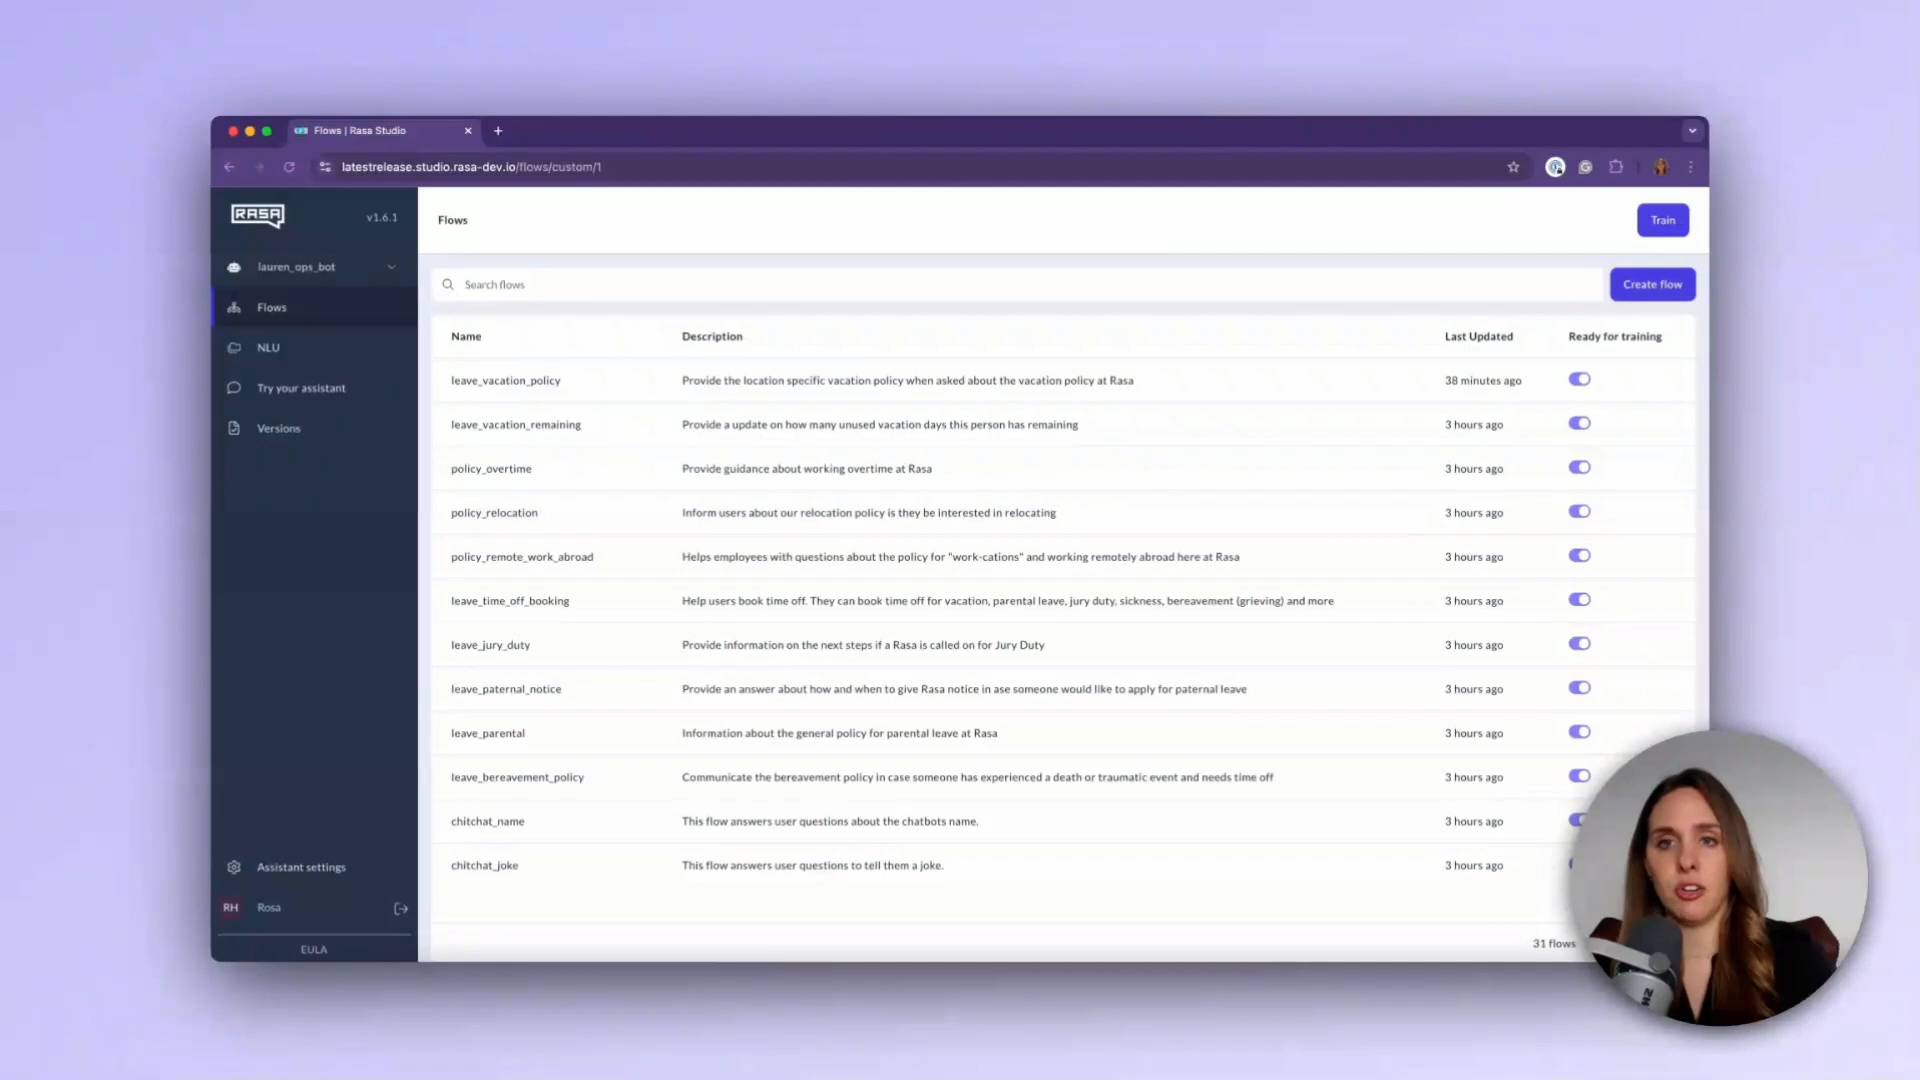 Flows | Rasa Studio
latestrelease.studio.rasa-dev.io/flows/custom/1
RASA
v1.6.1
lauren_ops_bot
Flows
NLU
Try your assistant
Versions
Assistant settings
RH Rosa
EULA
Flows
Train
Search flows
Create flow
Name Description Last Updated Ready for training
leave_vacation_policy Provide the location specific vacation policy when asked about the vacation policy at Rasa 38 minutes ago
leave_vacation_remaining Provide a update on how many unused vacation days this person has remaining 3 hours ago
policy_overtime Provide guidance about working overtime at Rasa 3 hours ago
policy_relocation Inform users about our relocation policy is they be interested in relocating 3 hours ago
policy_remote_work_abroad Helps employees with questions about the policy for "work-cations" and working remotely abroad here at Rasa 3 hours ago
leave_time_off_booking Help users book time off. They can book time off for vacation, parental leave, jury duty, sickness, bereavement (grieving) and more 3 hours ago
leave_jury_duty Provide information on the next steps if a Rasa is called on for Jury Duty 3 hours ago
leave_paternal_notice Provide an answer about how and when to give Rasa notice in ase someone would like to apply for paternal leave 3 hours ago
leave_parental Information about the general policy for parental leave at Rasa 3 hours ago
leave_bereavement_policy Communicate the bereavement policy in case someone has experienced a death or traumatic event and needs time off 3 hours ago
chitchat_name This flow answers user questions about the chatbots name. 3 hours ago
chitchat_joke This flow answers user questions to tell them a joke. 3 hours ago
31 flows